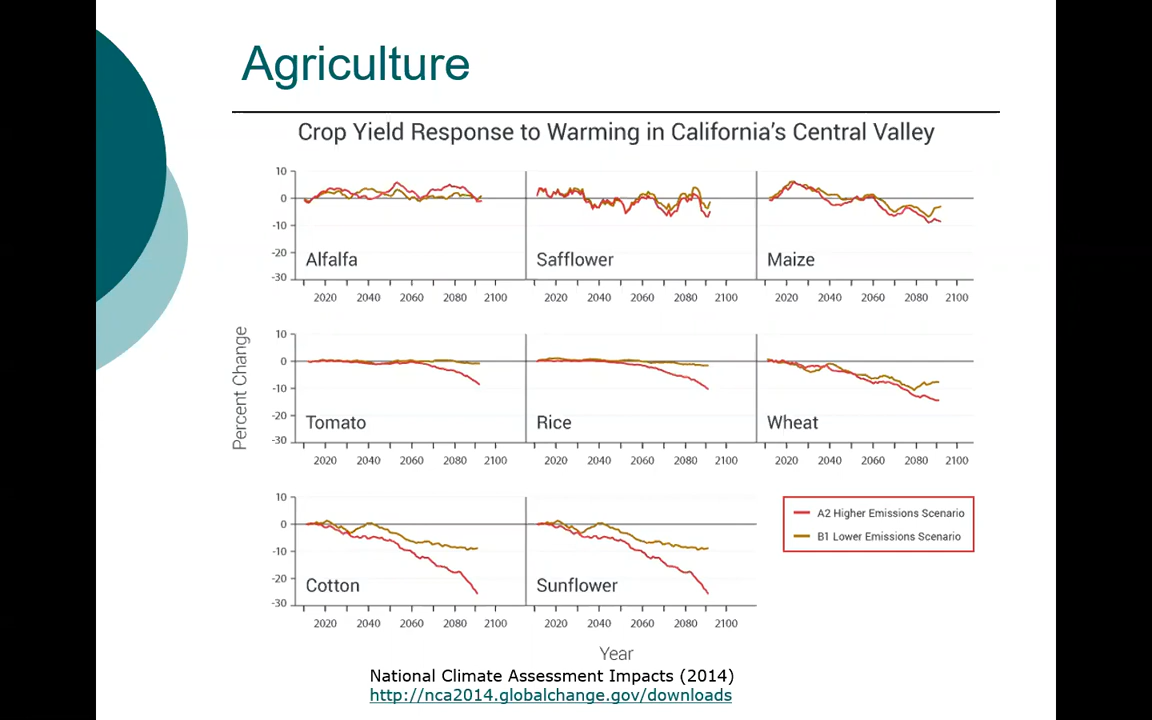 Agriculture
Crop Yield Response to Warming in California's Central Valley
10
0
-10
-20
-30
Alfalfa
Safflower
Maize
2020 2040 2060 2080 2100 2020 2040 2060 2080 2100 2020 2040 2060 2080 2100
Percent Change
10
0
-10
-20
-30
Tomato
Rice
Wheat
2020 2040 2060 2080 2100 2020 2040 2060 2080 2100 2020 2040 2060 2080 2100
10
0
-10
-20
-30
Cotton
Sunflower
A2 Higher Emissions Scenario
B1 Lower Emissions Scenario
2020 2040 2060 2080 2100 2020 2040 2060 2080 2100
Year
National Climate Assessment Impacts (2014)
http://nca2014.globalchange.gov/downloads